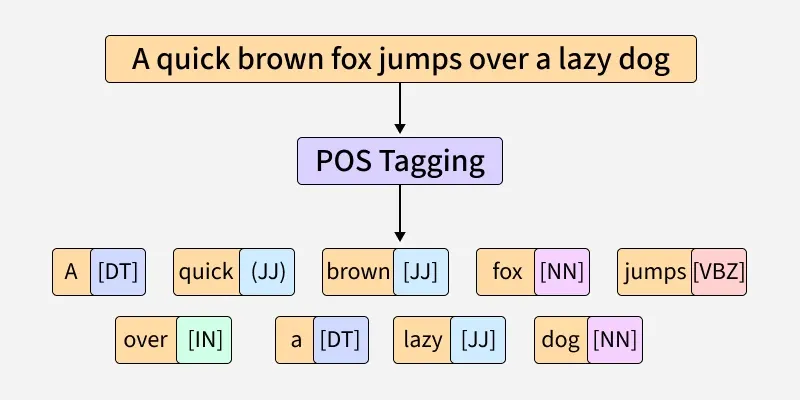 A quick brown fox jumps over a lazy dog
POS Tagging
A [DT] quick (JJ) brown [JJ] fox [NN] jumps [VBZ]
over [IN] a [DT] lazy [JJ] dog [NN]